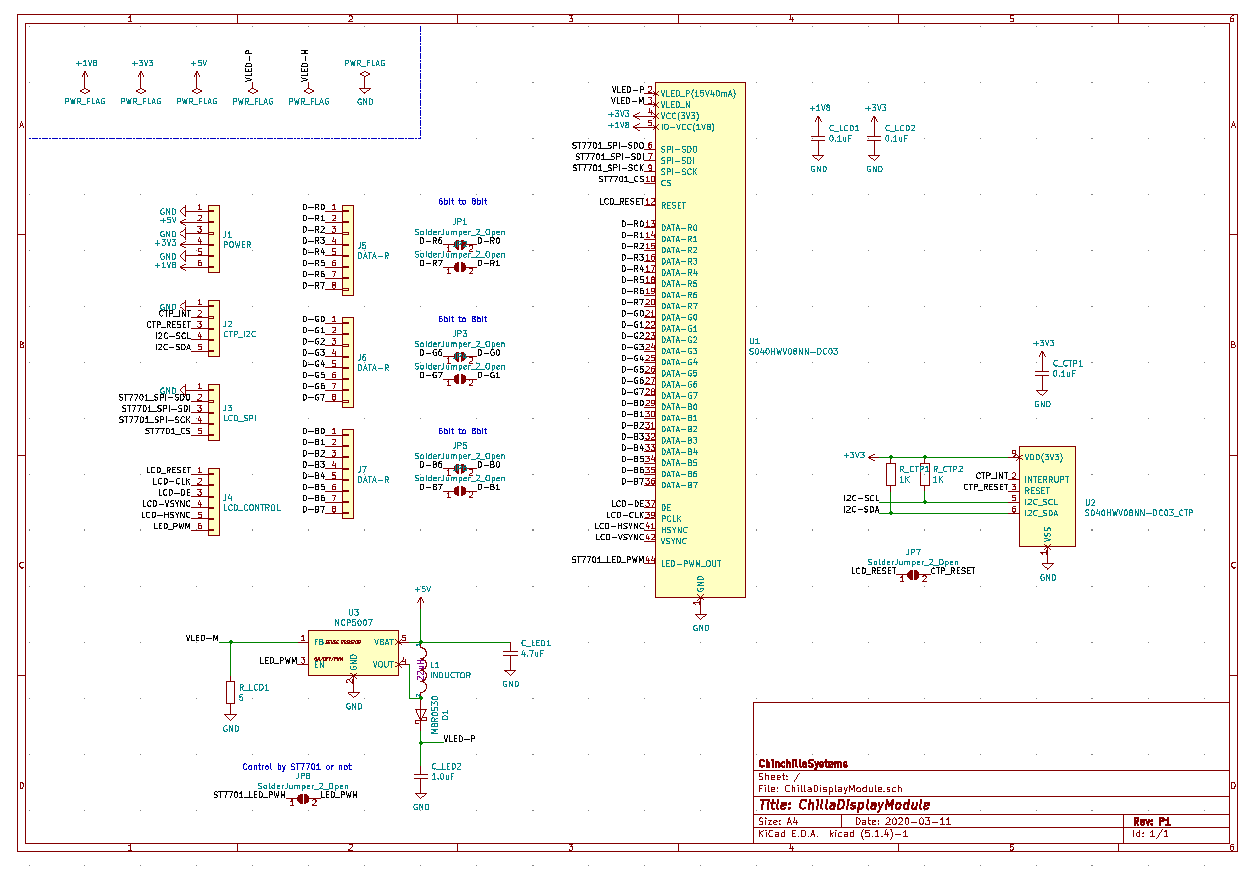 1 2 3 4 5 6
A A
B B
C C
D D
+1V8 +3V3 +5V VLED-P VLED-M PWR_FLAG
PWR_FLAG PWR_FLAG PWR_FLAG PWR_FLAG PWR_FLAG GND
GND 1
+5V 2
GND 3
+3V3 4
GND 5
+1V8 6
J1
POWER
GND 1
CTP_INT 2
CTP_RESET 3
I2C-SCL 4
I2C-SDA 5
J2
CTP_I2C
GND 1
ST7701_SPI-SDO 2
ST7701_SPI-SDI 3
ST7701_SPI-SCK 4
ST7701_CS 5
J3
LCD_SPI
LCD_RESET 1
LCD-CLK 2
LCD-DE 3
LCD-VSYNC 4
LCD-HSYNC 5
LED_PWM 6
J4
LCD_CONTROL
D-R0 1
D-R1 2
D-R2 3
D-R3 4
D-R4 5
D-R5 6
D-R6 7
D-R7 8
J5
DATA-R
D-G0 1
D-G1 2
D-G2 3
D-G3 4
D-G4 5
D-G5 6
D-G6 7
D-G7 8
J6
DATA-R
D-B0 1
D-B1 2
D-B2 3
D-B3 4
D-B4 5
D-B5 6
D-B6 7
D-B7 8
J7
DATA-R
6bit to 8bit
JP1
SolderJumper_2_Open
D-R6 1 2 D-R0
SolderJumper_2_Open
D-R7 1 2 D-R1
6bit to 8bit
JP3
SolderJumper_2_Open
D-G6 1 2 D-G0
SolderJumper_2_Open
D-G7 1 2 D-G1
6bit to 8bit
JP5
SolderJumper_2_Open
D-B6 1 2 D-B0
SolderJumper_2_Open
D-B7 1 2 D-B1
VLED-P 2 VLED_P(15V40mA)
VLED-M 3 VLED_N
+3V3 4 VCC(3V3)
+1V8 5 IO-VCC(1V8)
ST7701_SPI-SDO 6 SPI-SDO
ST7701_SPI-SDI 7 SPI-SDI
ST7701_SPI-SCK 9 SPI-SCK
ST7701_CS 10 CS
LCD_RESET 12 RESET
D-R0 13 DATA-R0
D-R1 14 DATA-R1
D-R2 15 DATA-R2
D-R3 16 DATA-R3
D-R4 17 DATA-R4
D-R5 18 DATA-R5
D-R6 19 DATA-R6
D-R7 20 DATA-R7
D-G0 21 DATA-G0
D-G1 22 DATA-G1
D-G2 23 DATA-G2
D-G3 24 DATA-G3
D-G4 25 DATA-G4
D-G5 26 DATA-G5
D-G6 27 DATA-G6
D-G7 28 DATA-G7
D-B0 29 DATA-B0
D-B1 30 DATA-B1
D-B2 31 DATA-B2
D-B3 32 DATA-B3
D-B4 33 DATA-B4
D-B5 34 DATA-B5
D-B6 35 DATA-B6
D-B7 36 DATA-B7
LCD-DE 37 DE
LCD-CLK 39 PCLK
LCD-HSYNC 41 HSYNC
LCD-VSYNC 42 VSYNC
ST7701_LED_PWM 44 LED-PWM_OUT
GND
1
GND
U1
S040HWV08NN-DC03
+1V8 +3V3
C_LCD1 C_LCD2
0.1uF 0.1uF
GND GND
+3V3
C_CTP1
0.1uF
GND
+3V3
R_CTP1 R_CTP2
1K 1K
VDD(3V3)
CTP_INT 2 INTERRUPT
CTP_RESET 3 RESET
I2C-SCL 5 I2C_SCL
I2C-SDA 6 I2C_SDA
VSS
1
GND
U2
S040HWV08NN-DC03_CTP
JP7
SolderJumper_2_Open
LCD_RESET 1 2 CTP_RESET
+5V
U3
NCP5007
VLED-M 1 FB VBAT 5
LED_PWM 3 EN VOUT 4
GND
2
GND
R_LCD1
5
GND
L1
INDUCTOR
22uH
C_LED1
4.7uF
GND
MBR0530
D1
VLED-P
C_LED2
1.0uF
GND
Control by ST7701 or not
JP8
SolderJumper_2_Open
ST7701_LED_PWM 1 2 LED_PWM
ChinchillaSystems
Sheet: /
File: ChillaDisplayModule.sch
Title: ChillaDisplayModule
Size: A4 Date: 2020-03-11 Rev: P1
KiCad E.D.A. kicad (5.1.4)-1 Id: 1/1
1 2 3 4 5 6